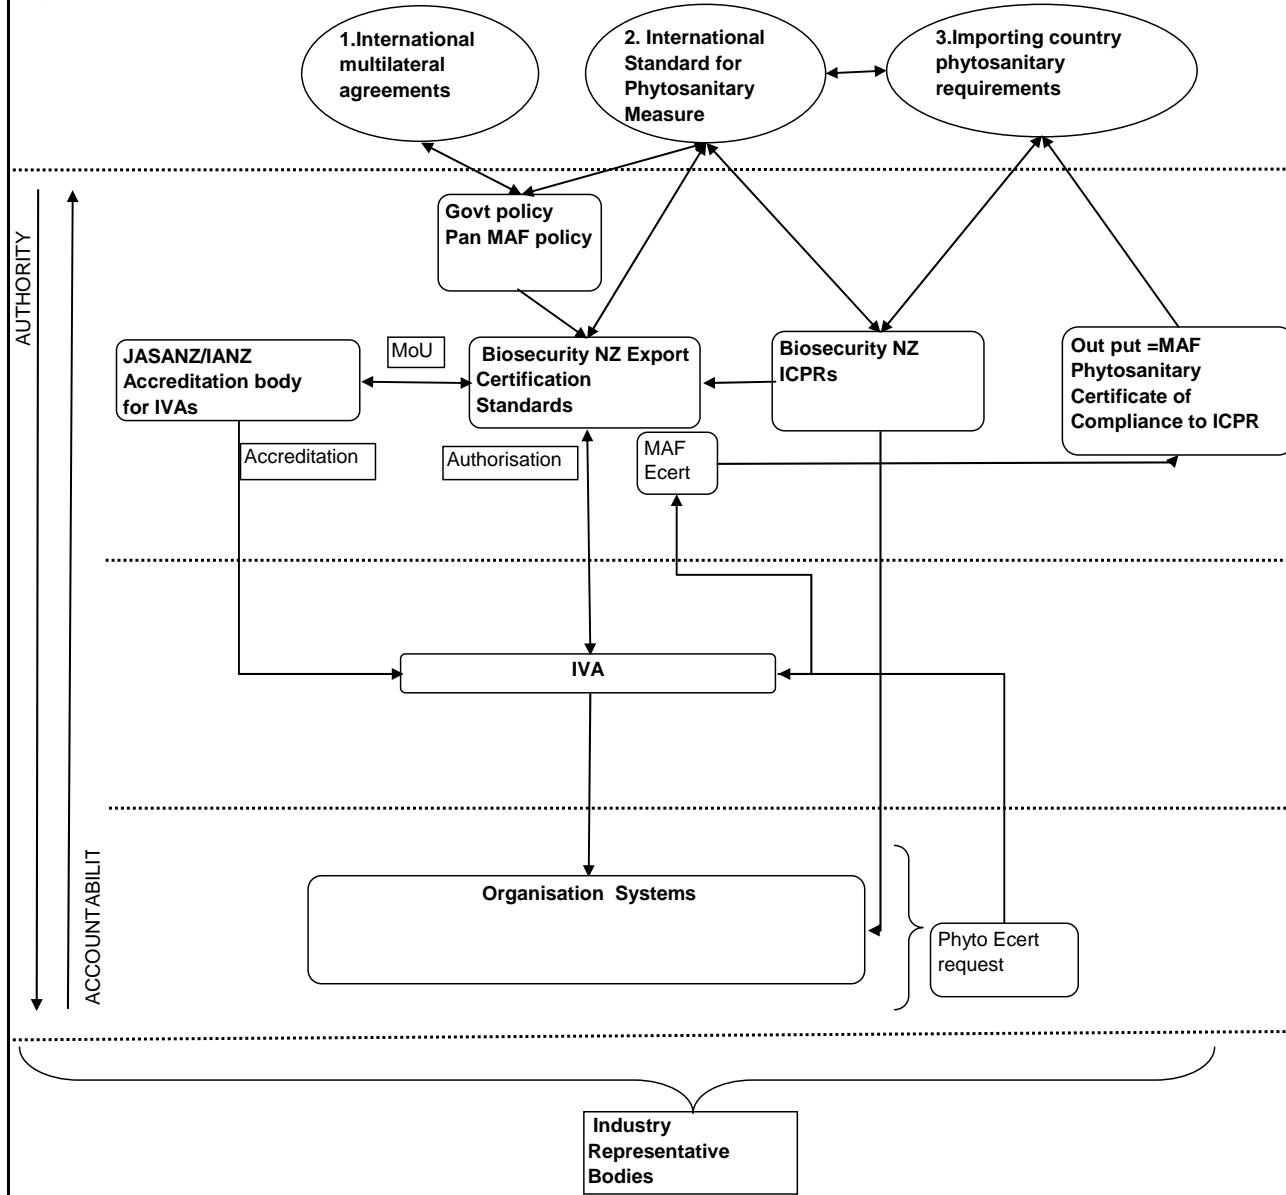 1.International
multilateral
agreements
2. International
Standard for
Phytosanitary
Measure
3.Importing country
phytosanitary
requirements
AUTHORITY
Govt policy
Pan MAF policy
JASANZ/IANZ
Accreditation body
for IVAs
MoU
Biosecurity NZ Export
Certification
Standards
Biosecurity NZ
ICPRs
Out put =MAF
Phytosanitary
Certificate of
Compliance to ICPR
Accreditation
Authorisation
MAF
Ecert
IVA
ACCOUNTABILIT
Organisation Systems
Phyto Ecert
request
Industry
Representative
Bodies